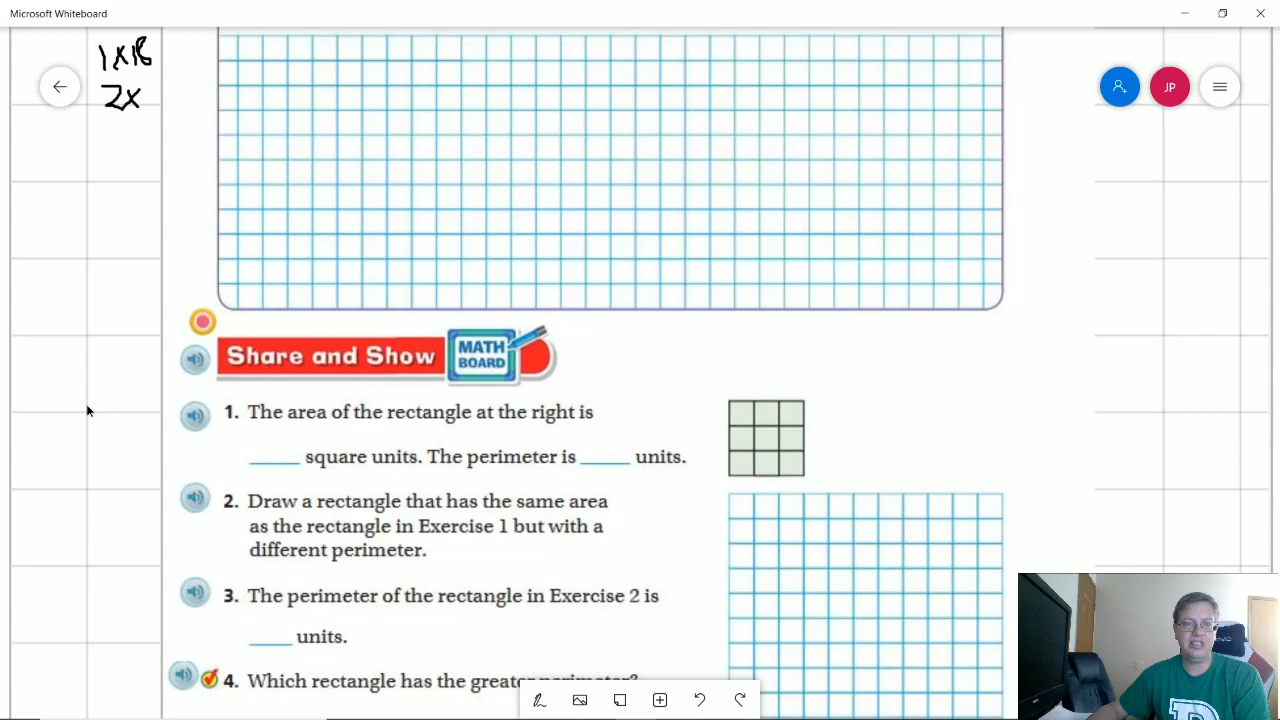 Microsoft Whiteboard
1x18
2x
JP
Share and Show MATH BOARD
1. The area of the rectangle at the right is
_____ square units. The perimeter is _____ units.
2. Draw a rectangle that has the same area
as the rectangle in Exercise 1 but with a
different perimeter.
3. The perimeter of the rectangle in Exercise 2 is
_____ units.
4. Which rectangle has the greater perimeter?